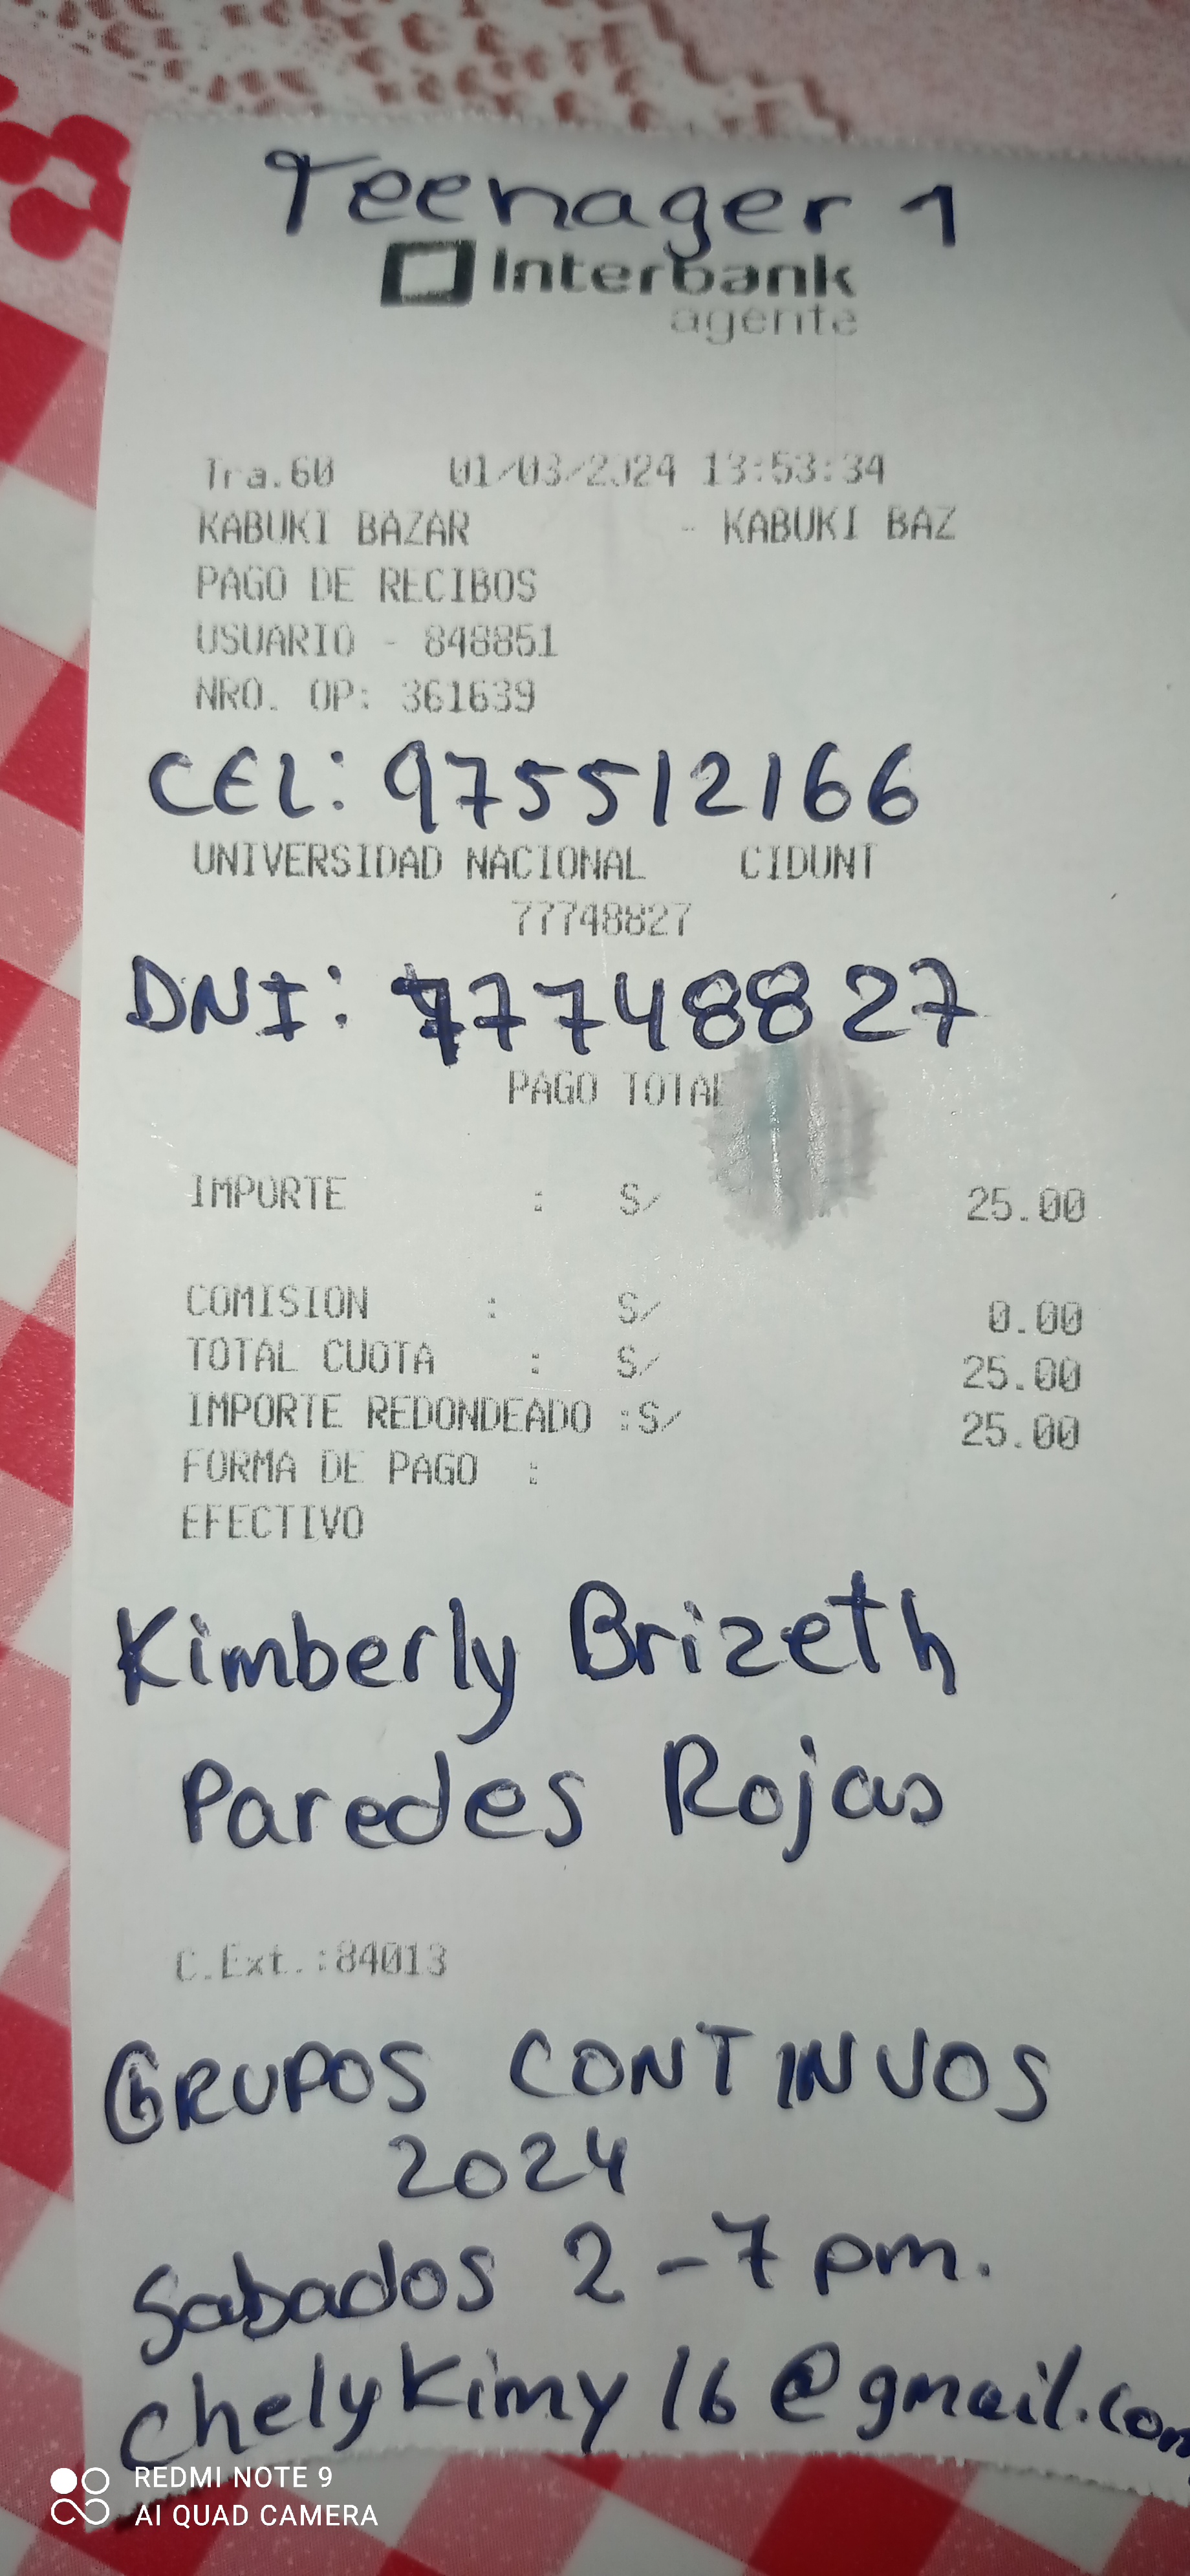 Teenager 1
Interbank
agente
Tra.60 01/03/2024 13:53:34
KABUKI BAZAR - KABUKI BAZ
PAGO DE RECIBOS
USUARIO - 848851
NRO. OP: 361639
CEL: 975512166
UNIVERSIDAD NACIONAL CIDUNT
77748827
DNI: 77748827
PAGO TOTAL
IMPORTE : S/ 25.00
COMISION : S/ 0.00
TOTAL CUOTA : S/ 25.00
IMPORTE REDONDEADO :S/ 25.00
FORMA DE PAGO :
EFECTIVO
Kimberly Brizeth
Paredes Rojas
C.Ext.:84013
GRUPOS CONTINUOS
2024
Sabados 2-7 pm.
chelykimy16@gmail.com
REDMI NOTE 9
AI QUAD CAMERA